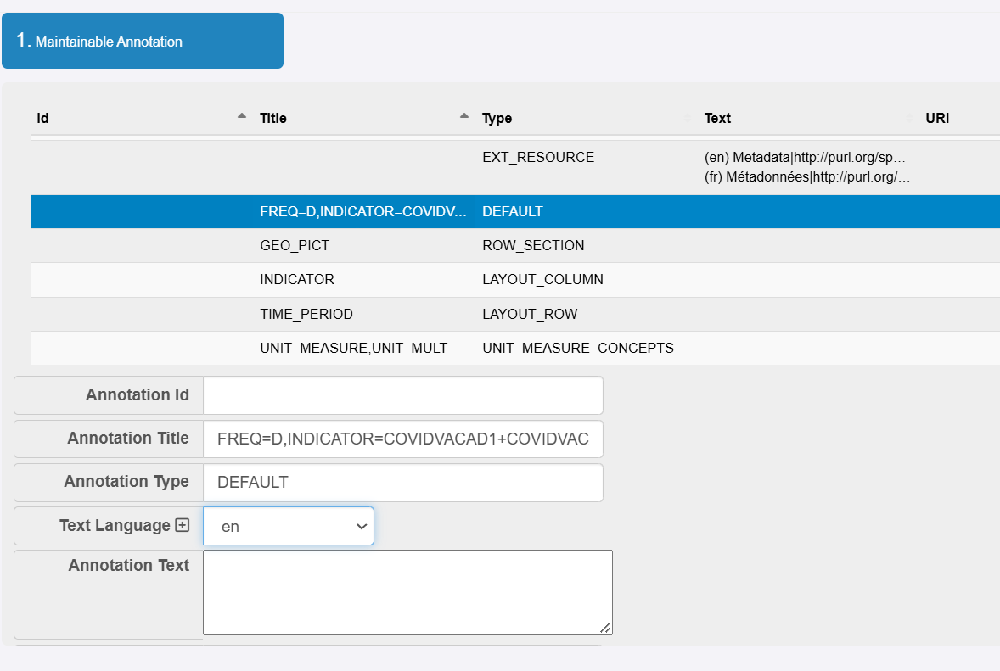 1. Maintainable Annotation
Id Title Type Text URI
EXT_RESOURCE (en) Metadata|http://purl.org/sp…
(fr) Métadonnées|http://purl.org/…
FREQ=D,INDICATOR=COVIDV… DEFAULT
GEO_PICT ROW_SECTION
INDICATOR LAYOUT_COLUMN
TIME_PERIOD LAYOUT_ROW
UNIT_MEASURE,UNIT_MULT UNIT_MEASURE_CONCEPTS
Annotation Id
Annotation Title FREQ=D,INDICATOR=COVIDVACAD1+COVIDVAC
Annotation Type DEFAULT
Text Language en
Annotation Text